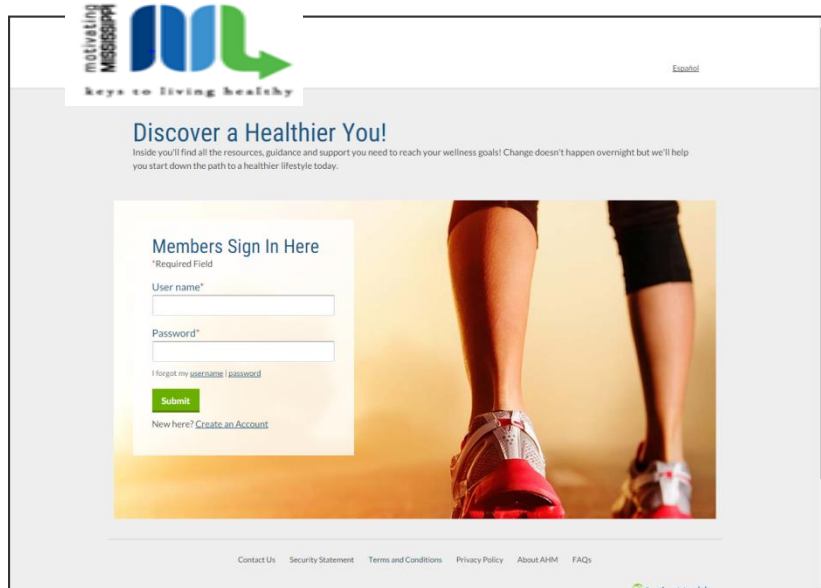 motivating
MISSISSIPPI
keys to living healthy
Español
Discover a Healthier You!
Inside you'll find all the resources, guidance and support you need to reach your wellness goals! Change doesn't happen overnight but we'll help
you start down the path to a healthier lifestyle today.
Members Sign In Here
*Required Field
User name*
Password*
I forgot my username | password
Submit
New here? Create an Account
Contact Us Security Statement Terms and Conditions Privacy Policy About AHM FAQs